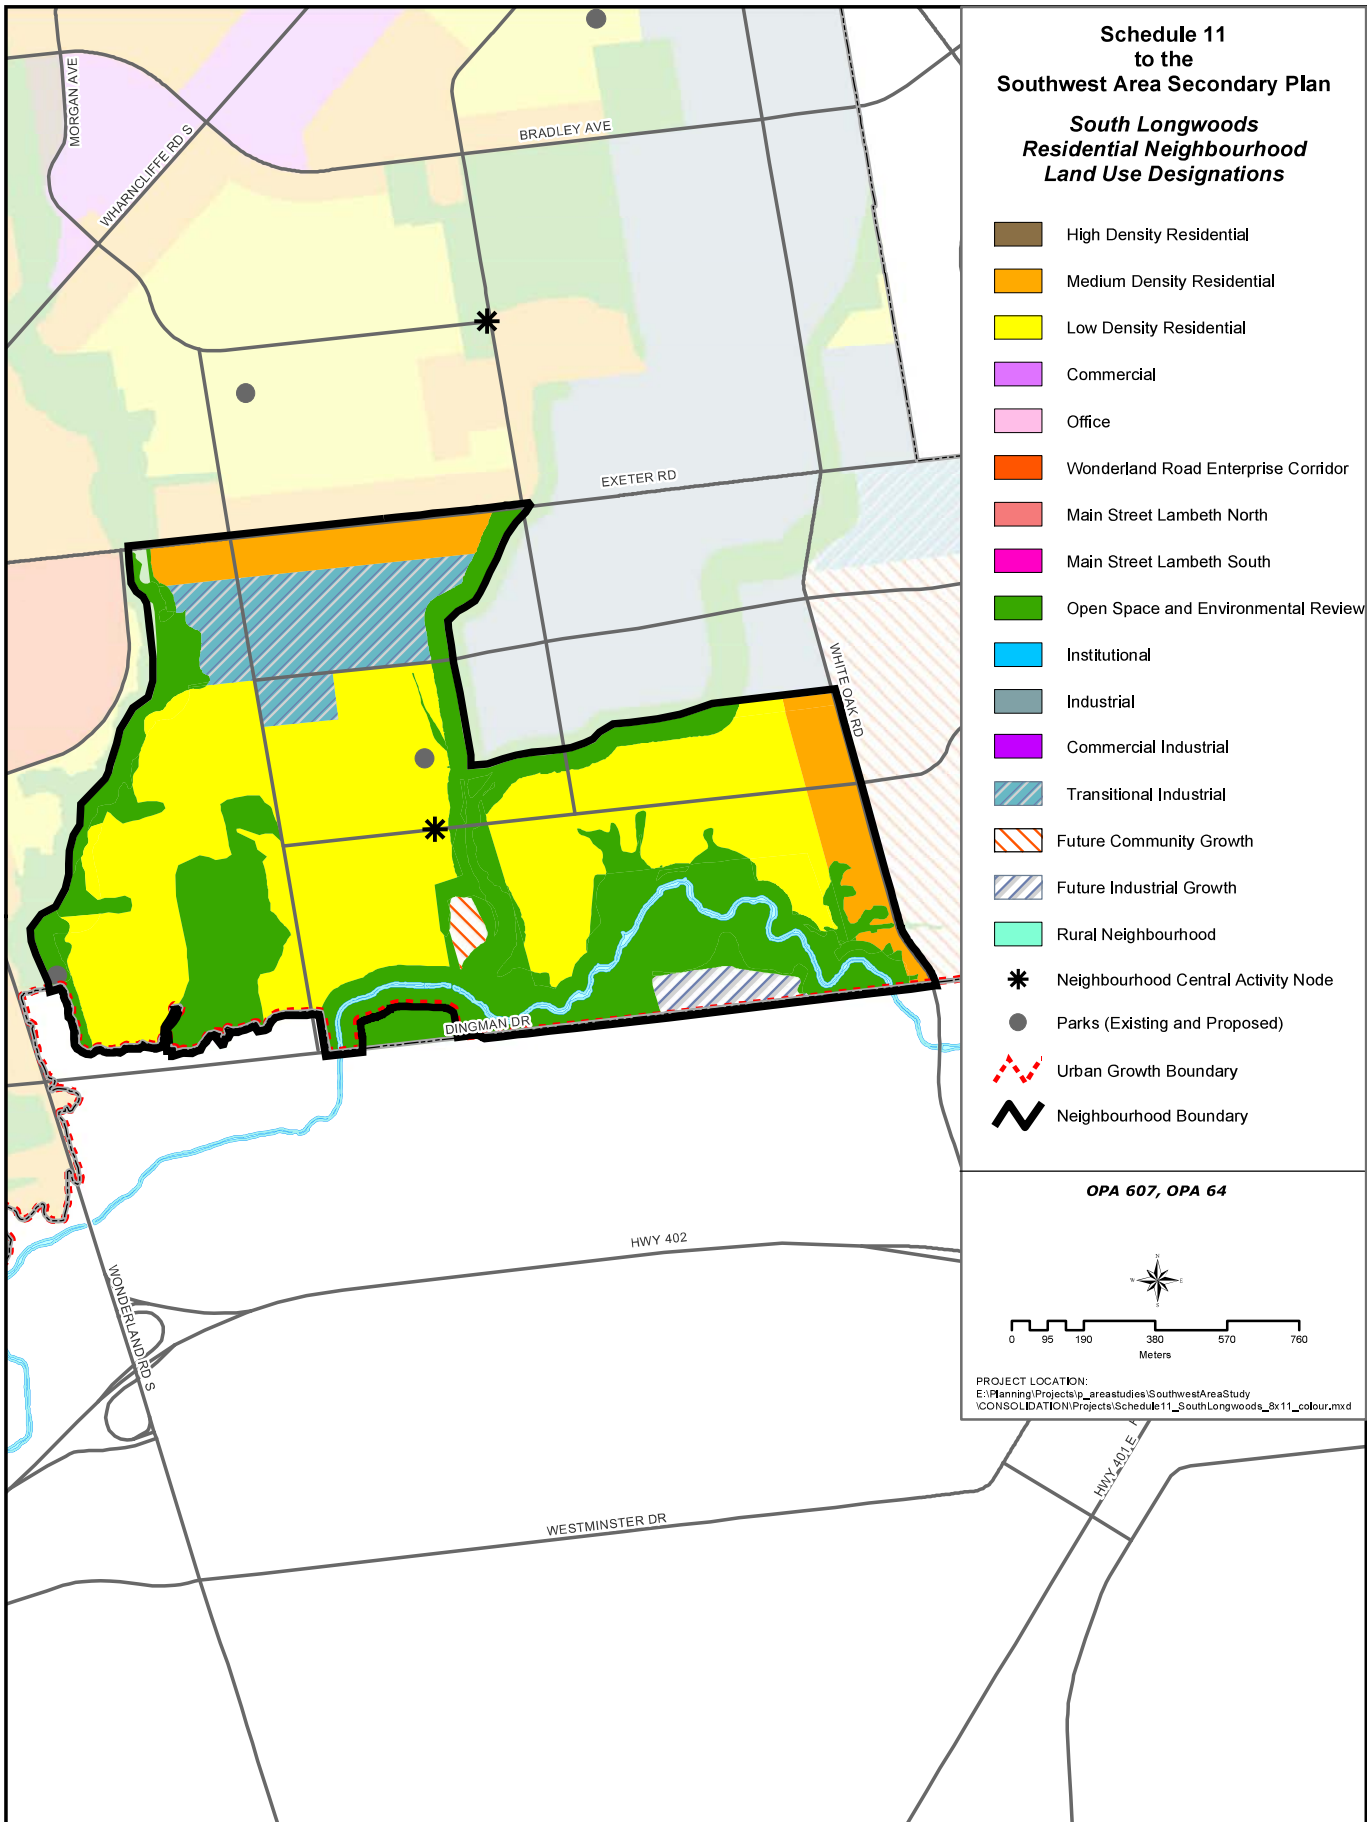 Schedule 11
to the
Southwest Area Secondary Plan
South Longwoods
Residential Neighbourhood
Land Use Designations
High Density Residential
Medium Density Residential
Low Density Residential
Commercial
Office
Wonderland Road Enterprise Corridor
Main Street Lambeth North
Main Street Lambeth South
Open Space and Environmental Review
Institutional
Industrial
Commercial Industrial
Transitional Industrial
Future Community Growth
Future Industrial Growth
Rural Neighbourhood
Neighbourhood Central Activity Node
Parks (Existing and Proposed)
Urban Growth Boundary
Neighbourhood Boundary
OPA 607, OPA 64
N
W E
S
0 95 190 380 570 760
Meters
PROJECT LOCATION:
E:\Planning\Projects\p_areastudies\SouthwestAreaStudy
\CONSOLIDATION\Projects\Schedule11_SouthLongwoods_8x11_colour.mxd
MORGAN AVE
WHARNCLIFFE RD S
BRADLEY AVE
EXETER RD
WHITE OAK RD
DINGMAN DR
HWY 402
WONDERLAND RD S
HWY 401 E
WESTMINSTER DR